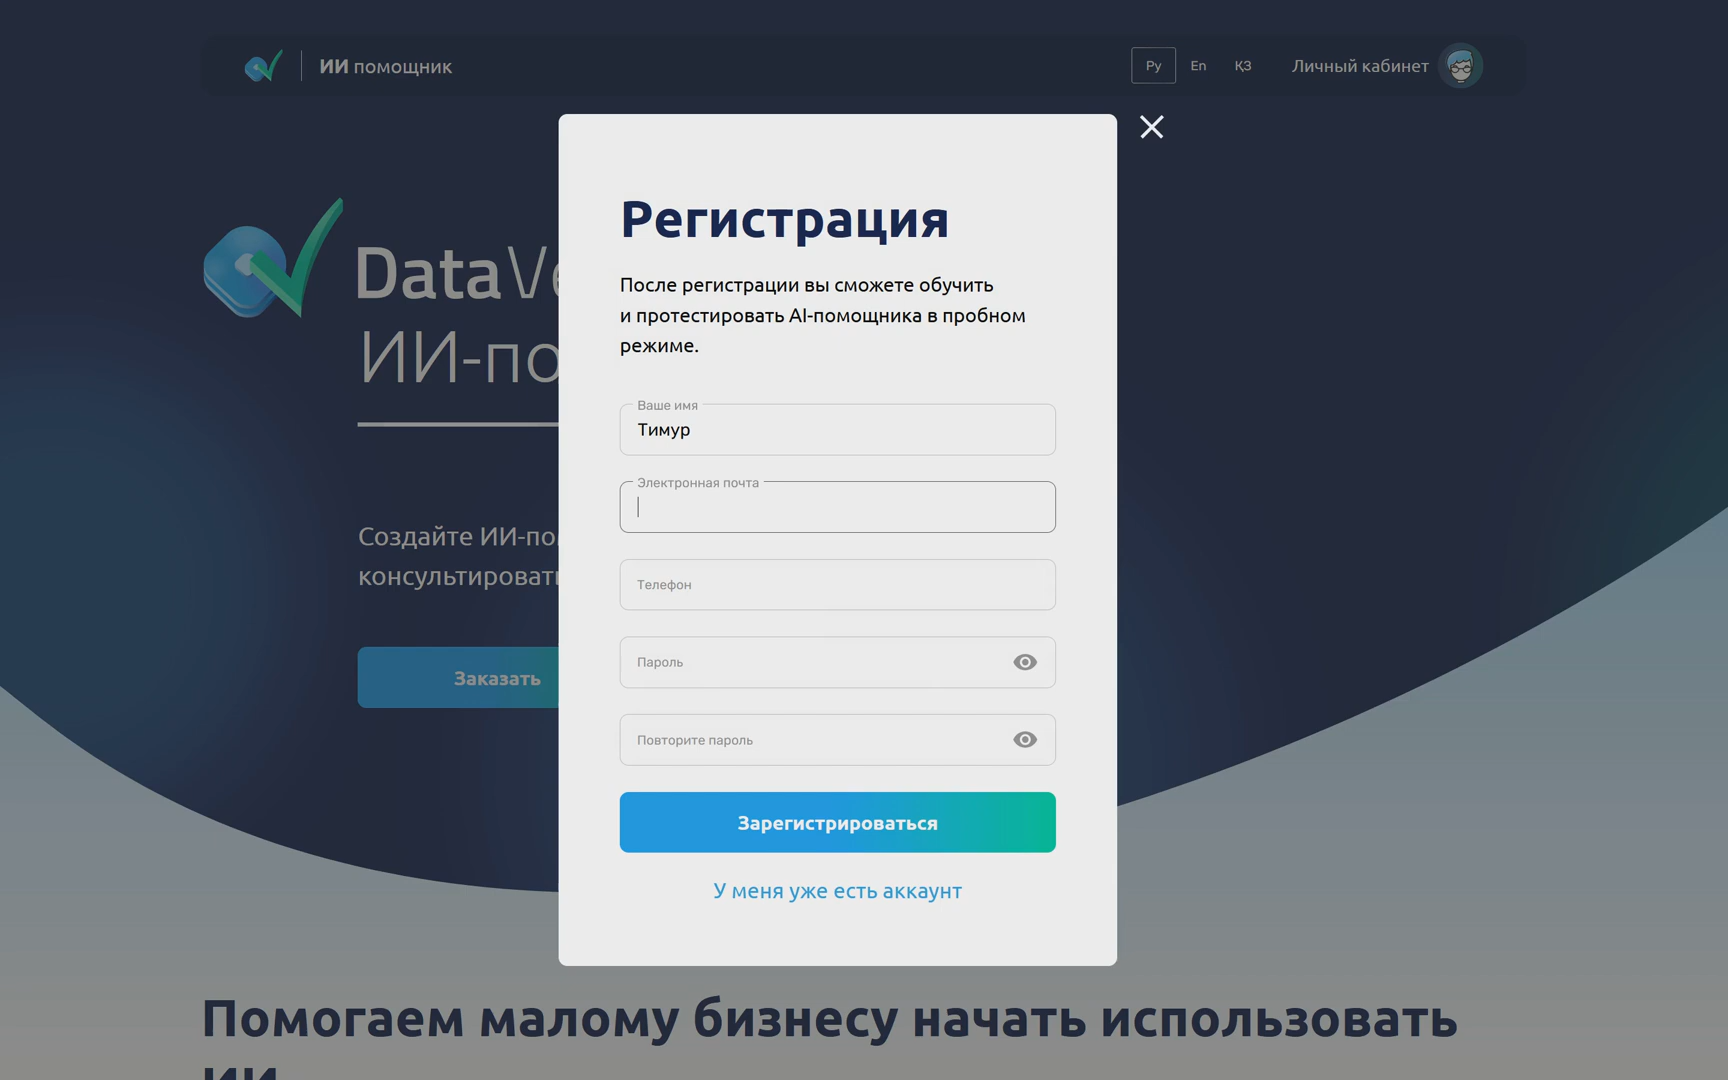 ИИ помощник
Ру
En
ҚЗ
Личный кабинет
Data
ИИ-по
Создайте ИИ-по
консультироват
Заказать
Регистрация
После регистрации вы сможете обучить
и протестировать AI-помощника в пробном
режиме.
Ваше имя
Тимур
Электронная почта
Телефон
Пароль
Повторите пароль
Зарегистрироваться
У меня уже есть аккаунт
Помогаем малому бизнесу начать использовать
ИИ